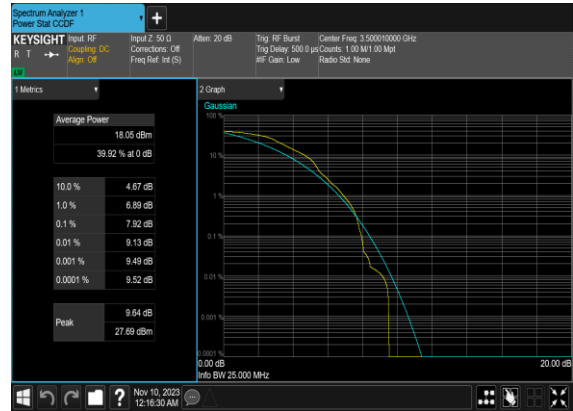 Spectrum Analyzer 1
Power Stat CCDF
+
KEYSIGHT
R T
LXI
Input: RF
Coupling: DC
Align: Off
Input Z: 50 Ω
Corrections: Off
Freq Ref: Int (S)
Atten: 20 dB
Trig: RF Burst
Trig Delay: 500.0 µs
#IF Gain: Low
Center Freq: 3.500010000 GHz
Counts: 1.00 M/1.00 Mpt
Radio Std: None
1 Metrics
Average Power
18.05 dBm
39.92 % at 0 dB
10.0 % 4.67 dB
1.0 % 6.89 dB
0.1 % 7.92 dB
0.01 % 9.13 dB
0.001 % 9.49 dB
0.0001 % 9.52 dB
Peak
9.64 dB
27.69 dBm
2 Graph
Gaussian
100 %
10 %
1 %
0.1 %
0.01 %
0.001 %
0.0001 %
0.00 dB
20.00 dB
Info BW 25.000 MHz
?
Nov 10, 2023
12:16:30 AM